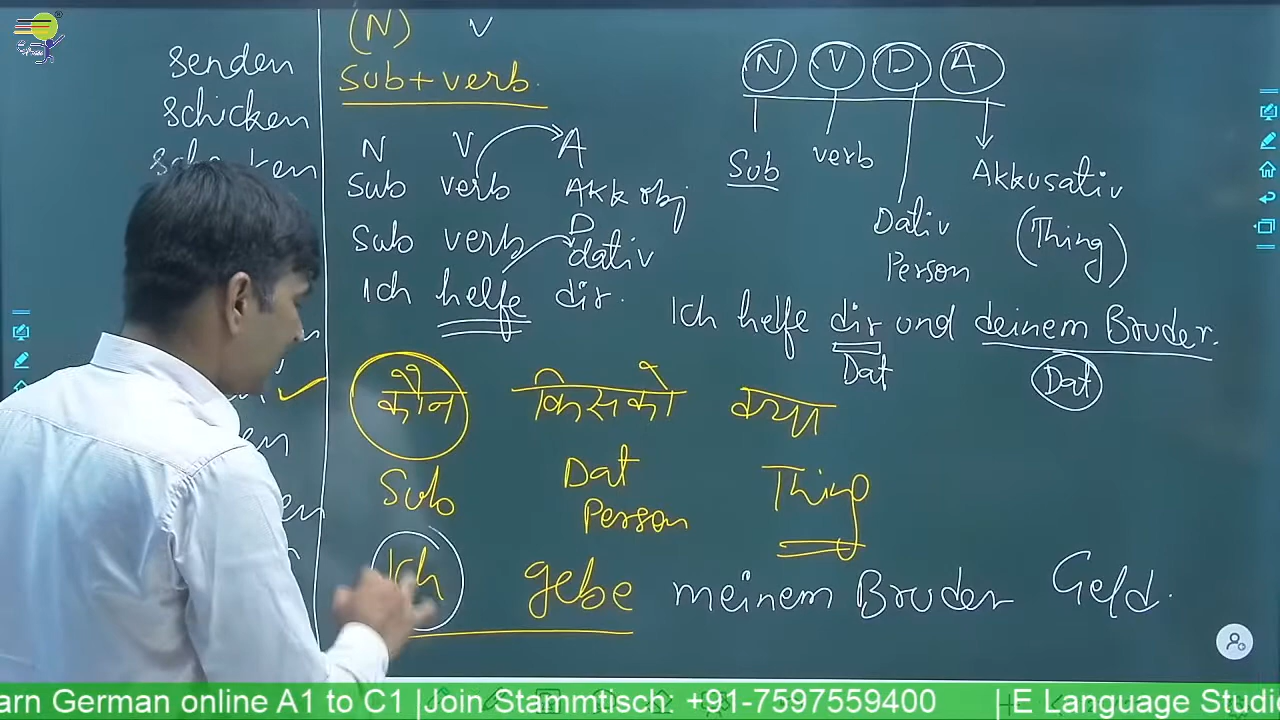 senden
schicken
(N) V
Sub + verb.
N V A
Sub verb Akk obj
D
Sub verb dativ
Ich helfe dir.
N V D A
Sub verb Dativ Person Akkusativ (Thing)
Ich helfe dir und deinem Bruder.
Dat Dat
कौन किसको क्या
Sub Dat Person Thing
Ich gebe meinem Bruder Geld.
arn German online A1 to C1 |Join Stammtisch: +91-7597559400 |E Language Studi